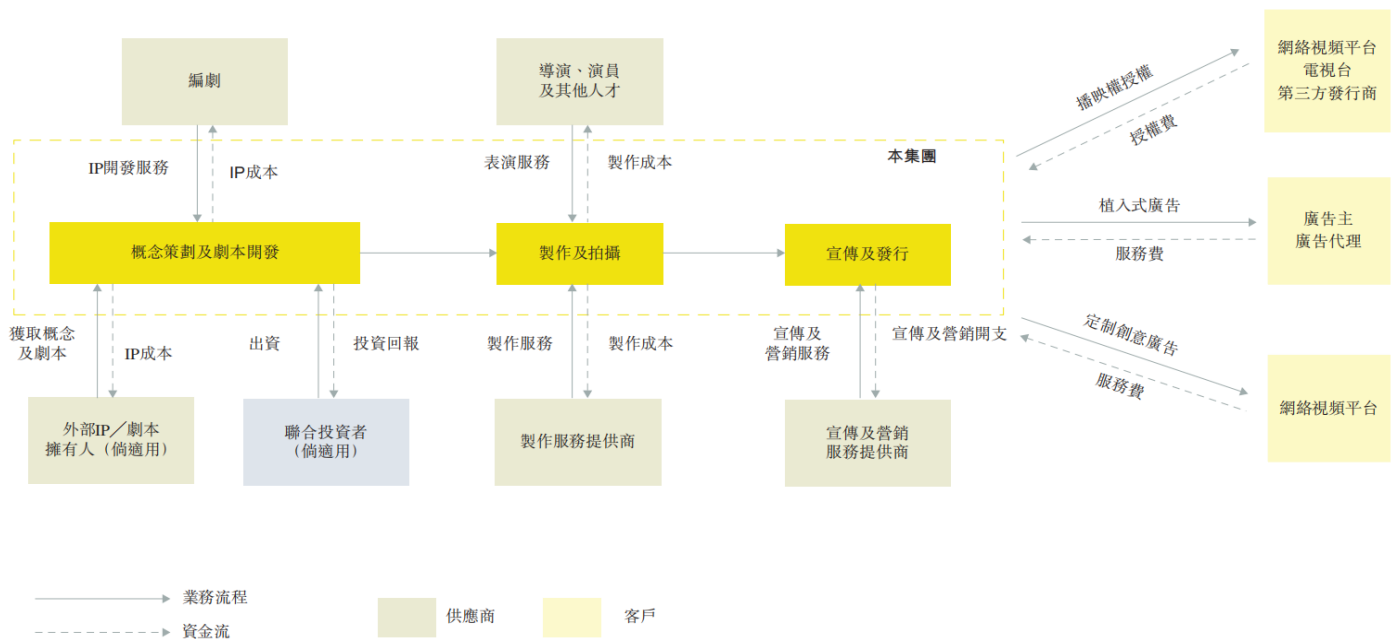 編劇
導演、演員
及其他人才
網絡視頻平台
電視台
第三方發行商
播映權授權
授權費
本集團
IP開發服務
IP成本
表演服務
製作成本
概念策劃及劇本開發
製作及拍攝
宣傳及發行
植入式廣告
服務費
廣告主
廣告代理
獲取概念
及劇本
IP成本
出資
投資回報
製作服務
製作成本
宣傳及
營銷服務
宣傳及營銷開支
定制創意廣告
服務費
外部IP／劇本
擁有人（倘適用）
聯合投資者
（倘適用）
製作服務提供商
宣傳及營銷
服務提供商
網絡視頻平台
業務流程
資金流
供應商
客戶